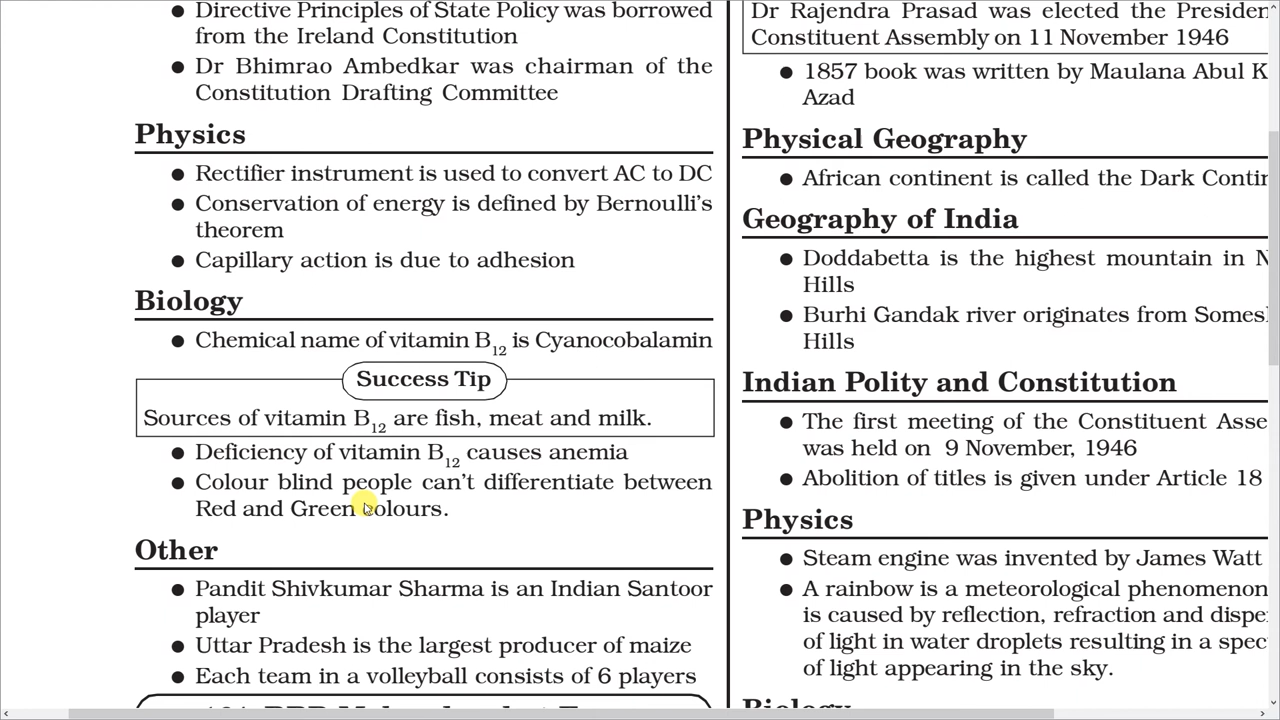 Directive Principles of State Policy was borrowed
from the Ireland Constitution
● Dr Bhimrao Ambedkar was chairman of the
Constitution Drafting Committee
Physics
● Rectifier instrument is used to convert AC to DC
● Conservation of energy is defined by Bernoulli's
theorem
● Capillary action is due to adhesion
Biology
● Chemical name of vitamin B12 is Cyanocobalamin
Success Tip
Sources of vitamin B12 are fish, meat and milk.
● Deficiency of vitamin B12 causes anemia
● Colour blind people can't differentiate between
Red and Green colours.
Other
● Pandit Shivkumar Sharma is an Indian Santoor
player
● Uttar Pradesh is the largest producer of maize
● Each team in a volleyball consists of 6 players
Dr Rajendra Prasad was elected the Presiden
Constituent Assembly on 11 November 1946
● 1857 book was written by Maulana Abul K
Azad
Physical Geography
● African continent is called the Dark Contin
Geography of India
● Doddabetta is the highest mountain in N
Hills
● Burhi Gandak river originates from Somes
Hills
Indian Polity and Constitution
● The first meeting of the Constituent Asse
was held on 9 November, 1946
● Abolition of titles is given under Article 18
Physics
● Steam engine was invented by James Watt
● A rainbow is a meteorological phenomenon
is caused by reflection, refraction and dispe
of light in water droplets resulting in a spec
of light appearing in the sky.
Biology